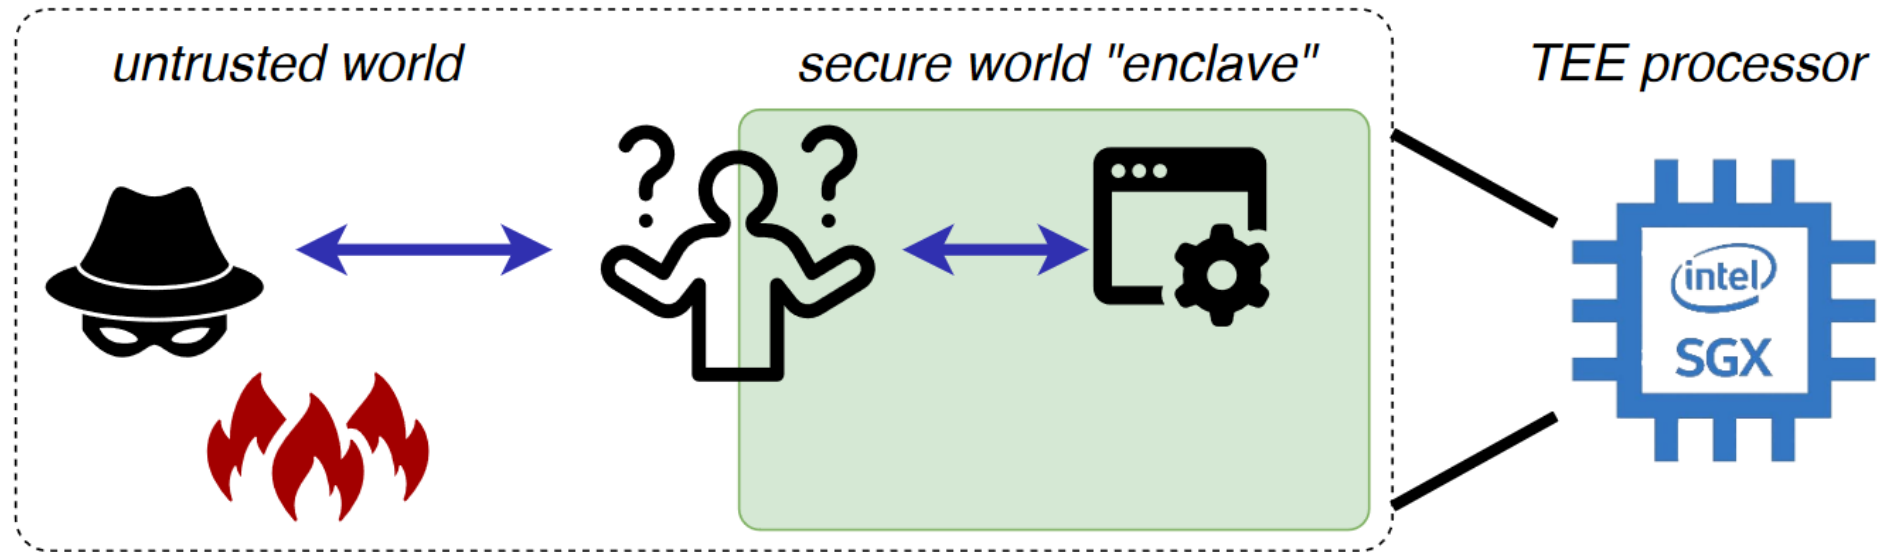 untrusted world
secure world "enclave"
TEE processor
?
?
intel
SGX